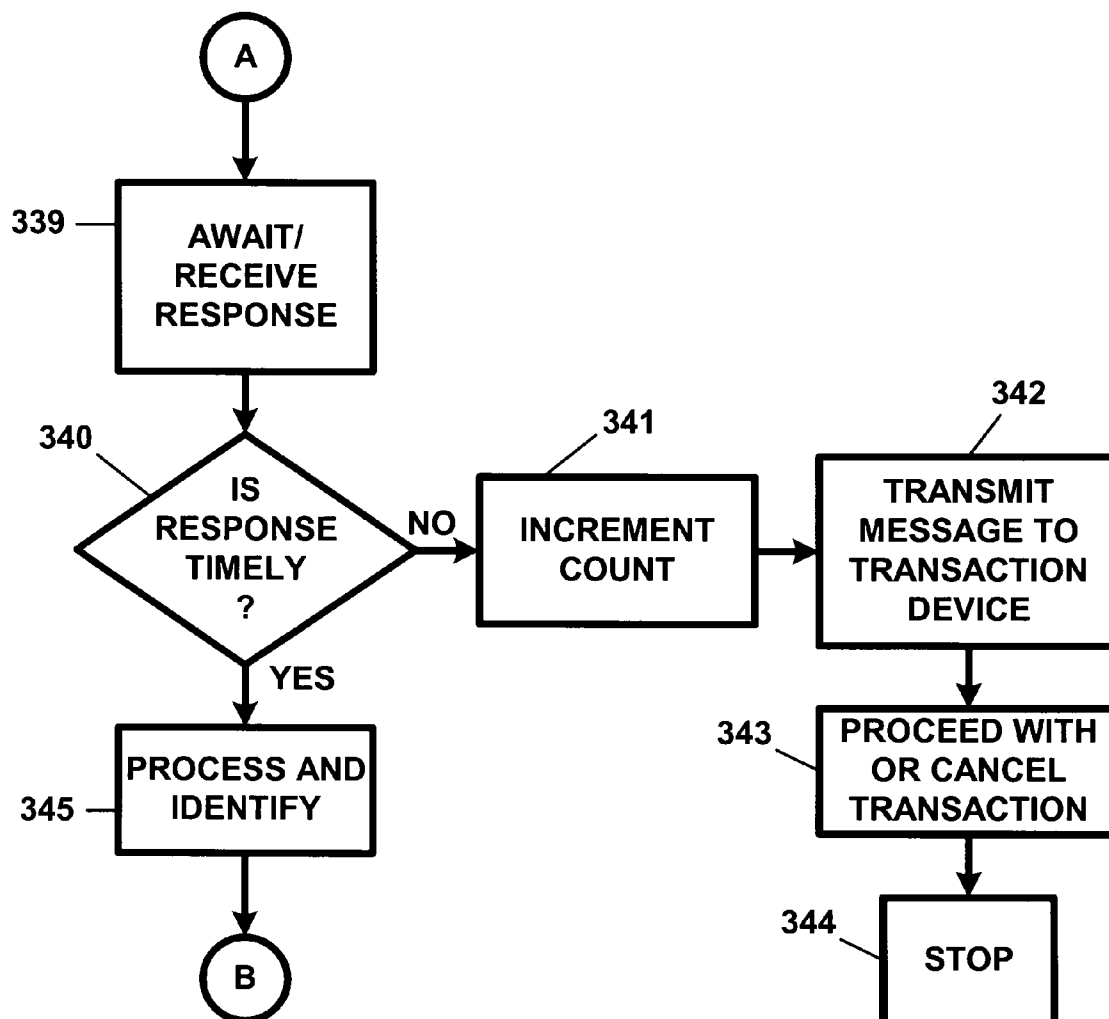 A
339
AWAIT/
RECEIVE
RESPONSE
340
IS
RESPONSE
TIMELY
?
NO
YES
341
INCREMENT
COUNT
342
TRANSMIT
MESSAGE TO
TRANSACTION
DEVICE
343
PROCEED WITH
OR CANCEL
TRANSACTION
344
STOP
345
PROCESS AND
IDENTIFY
B